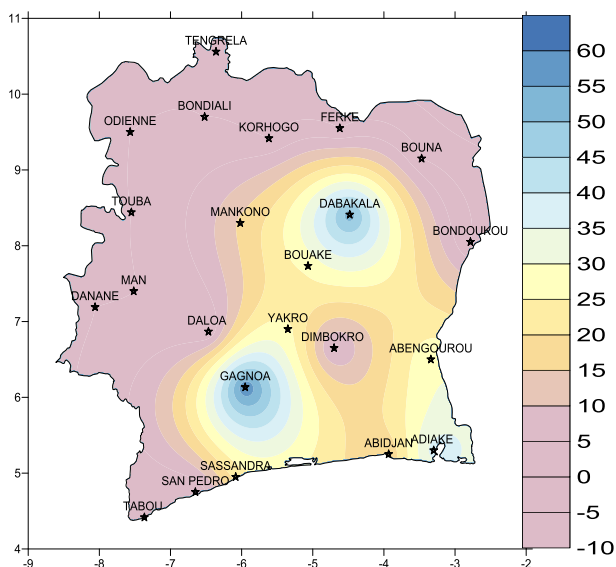 11
TENGRELA
60
10
BONDIALI
55
ODIENNE
FERKE
KORHOGO
50
BOUNA
9
45
TOUBA
DABAKALA
MANKONO
40
BONDOUKOU
8
35
BOUAKE
MAN
30
DANANE
7
25
YAKRO
DALOA
DIMBOKRO
20
ABENGOUROU
GAGNOA
15
6
10
ABIDJAN
ADIAKE
5
5
SASSANDRA
0
SAN PEDRO
TABOU
-5
4
-10
-9 -8 -7 -6 -5 -4 -3 -2